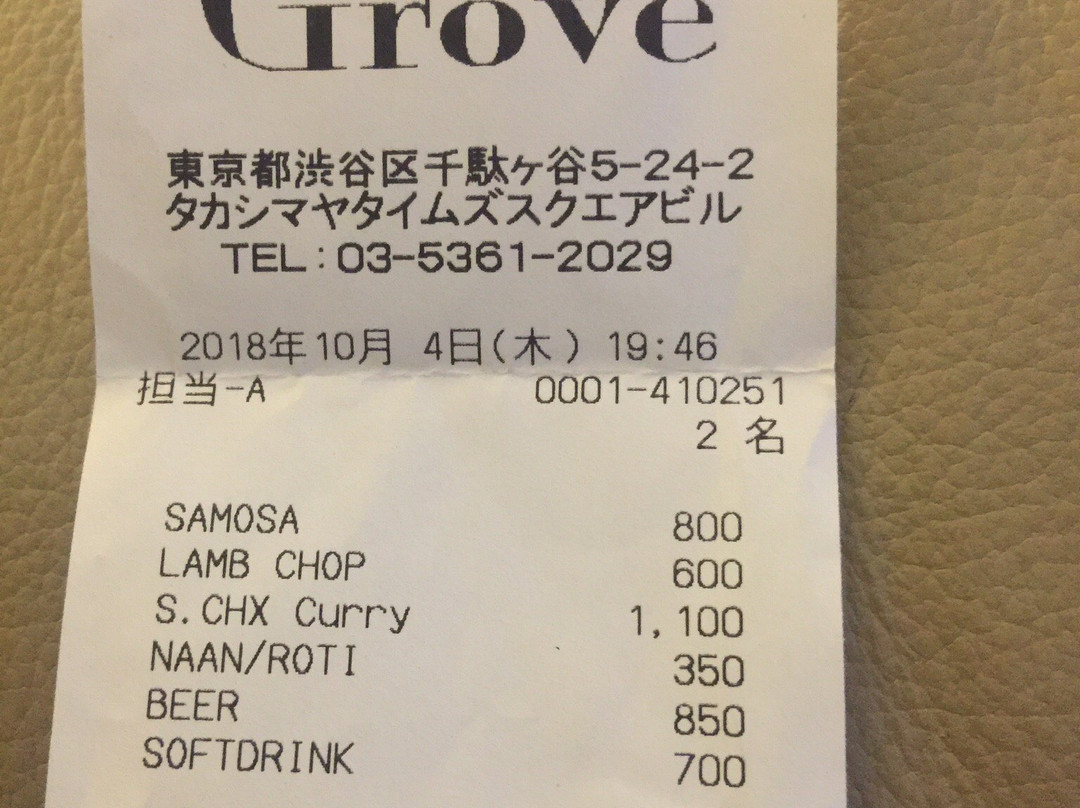 Grove
東京都渋谷区千駄ヶ谷5-24-2
タカシマヤタイムズスクエアビル
TEL:03-5361-2029
2018年10月 4日(木) 19:46
担当-A 0001-410251
2 名
SAMOSA 800
LAMB CHOP 600
S.CHX Curry 1,100
NAAN/ROTI 350
BEER 850
SOFTDRINK 700